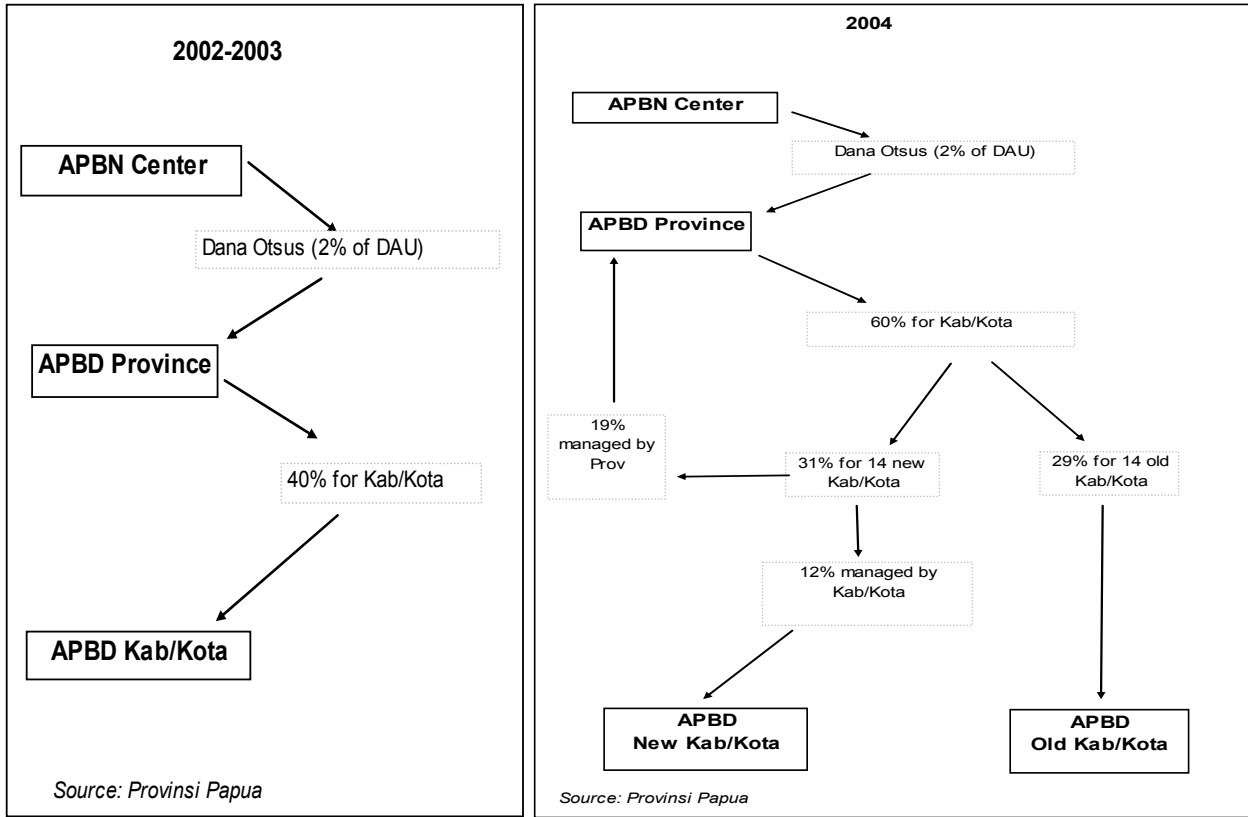 2002-2003
APBN Center
Dana Otsus (2% of DAU)
APBD Province
40% for Kab/Kota
APBD Kab/Kota
Source: Provinsi Papua
2004
APBN Center
Dana Otsus (2% of DAU)
APBD Province
60% for Kab/Kota
19%
managed by
Prov
31% for 14 new
Kab/Kota
29% for 14 old
Kab/Kota
12% managed by
Kab/Kota
APBD
New Kab/Kota
APBD
Old Kab/Kota
Source: Provinsi Papua